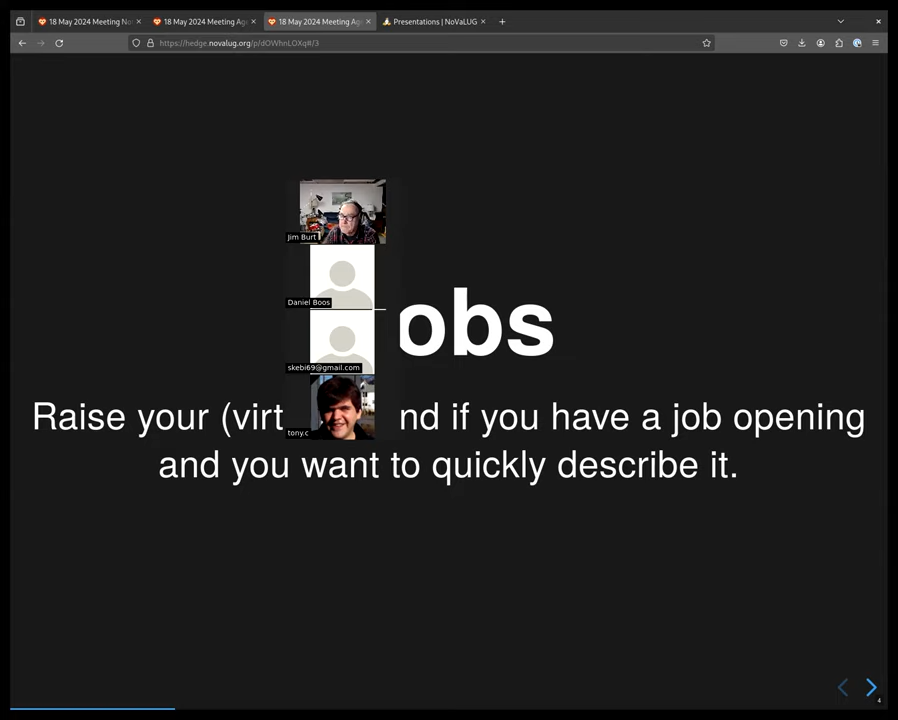 18 May 2024 Meeting No
18 May 2024 Meeting Age
18 May 2024 Meeting Age
Presentations | NoVaLUG
https://hedge.novalug.org/p/dOWhnLOXq#/3
Jim Burt
Daniel Boos
obs
skebi69@gmail.com
Raise your (virt nd if you have a job opening
tony.c
and you want to quickly describe it.
4